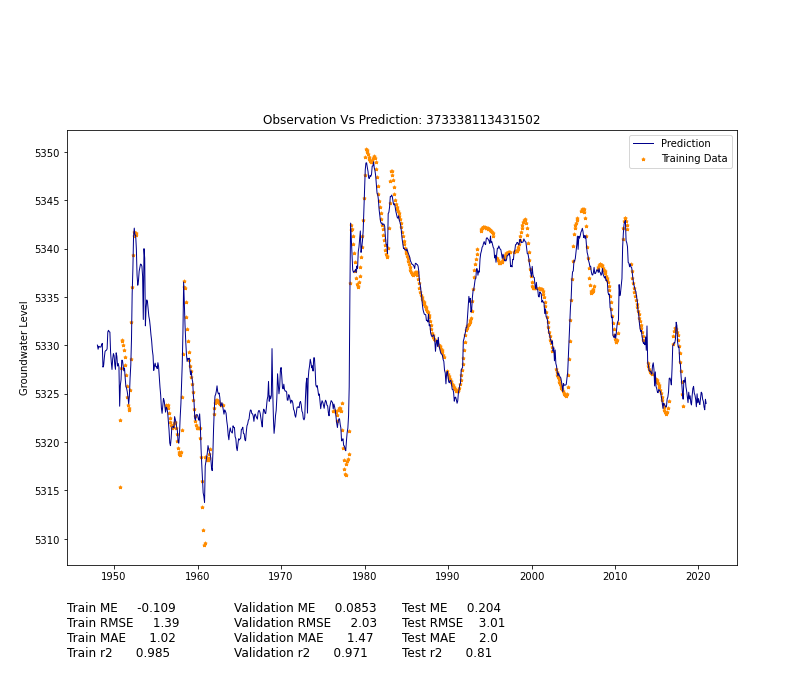 Observation Vs Prediction: 373338113431502
Prediction
Training Data
5350
5345
5340
5335
5330
5325
5320
5315
5310
Groundwater Level
1950 1960 1970 1980 1990 2000 2010 2020
Train ME -0.109 Validation ME 0.0853 Test ME 0.204
Train RMSE 1.39 Validation RMSE 2.03 Test RMSE 3.01
Train MAE 1.02 Validation MAE 1.47 Test MAE 2.0
Train r2 0.985 Validation r2 0.971 Test r2 0.81